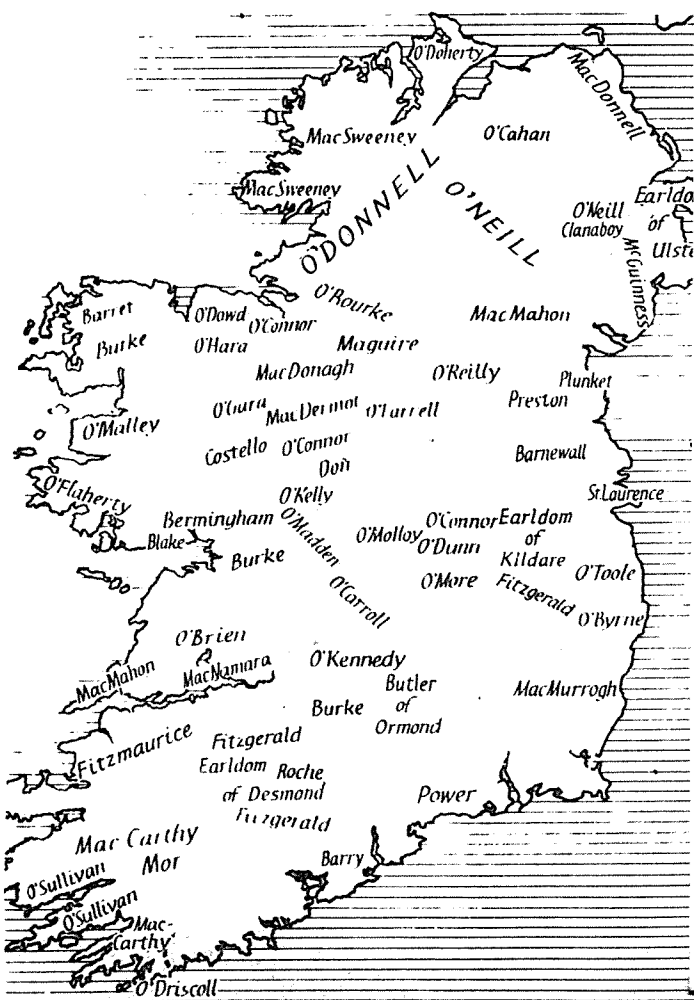 O'Doherty
MacDonnell
MacSweeney
O'Cahan
MacSweeney
O'DONNELL
O'NEILL
O'Neill
Clanaboy
Earldo
of
Ulste
McGuinness
Barret
O'Dowd
O'Connor
O'Rourke
MacMahon
Burke
O'Hara
Maguire
MacDonagh
O'Reilly
Plunket
Preston
O'Gara
MacDermot
O'Farrell
O'Malley
Costello
O'Connor
Don
Barnewall
O'Flaherty
O'Kelly
St.Laurence
Bermingham
O'Madden
O'Molloy
O'Connor
Earldom
of
Kildare
Blake
Burke
O'Dunn
O'More
Fitzgerald
O'Toole
O'Carroll
O'Byrne
O'Brien
MacMahon
MacNamara
O'Kennedy
Butler
of
Ormond
MacMurrogh
Burke
Fitzmaurice
Fitzgerald
Earldom
Roche
of Desmond
Fitzgerald
Power
Mac Carthy
Mor
Barry
O'Sullivan
O'Sullivan
Mac-
Carthy
O'Driscoll